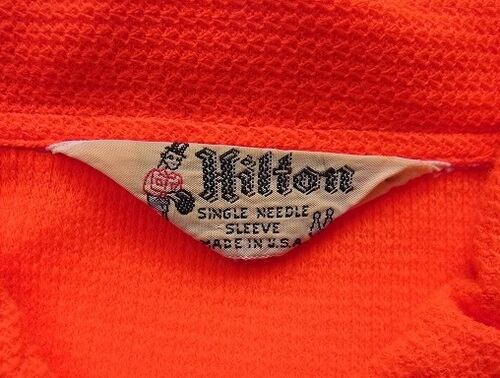 Hilton
SINGLE NEEDLE
SLEEVE
MADE IN U.S.A